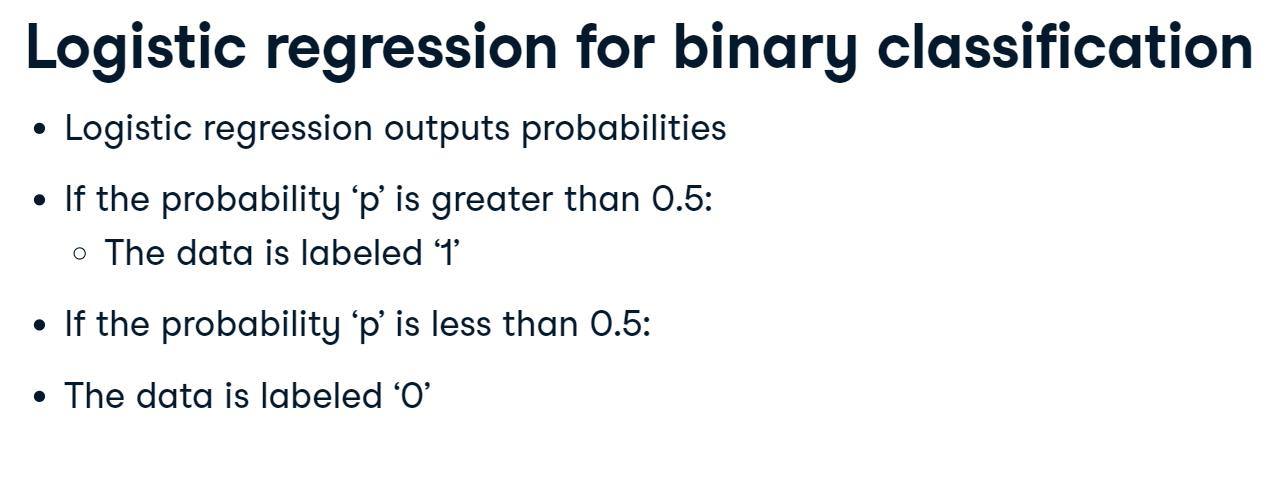 Logistic regression for binary classification
• Logistic regression outputs probabilities
• If the probability ‘p’ is greater than 0.5:
○ The data is labeled ‘1’
• If the probability ‘p’ is less than 0.5:
• The data is labeled ‘0’